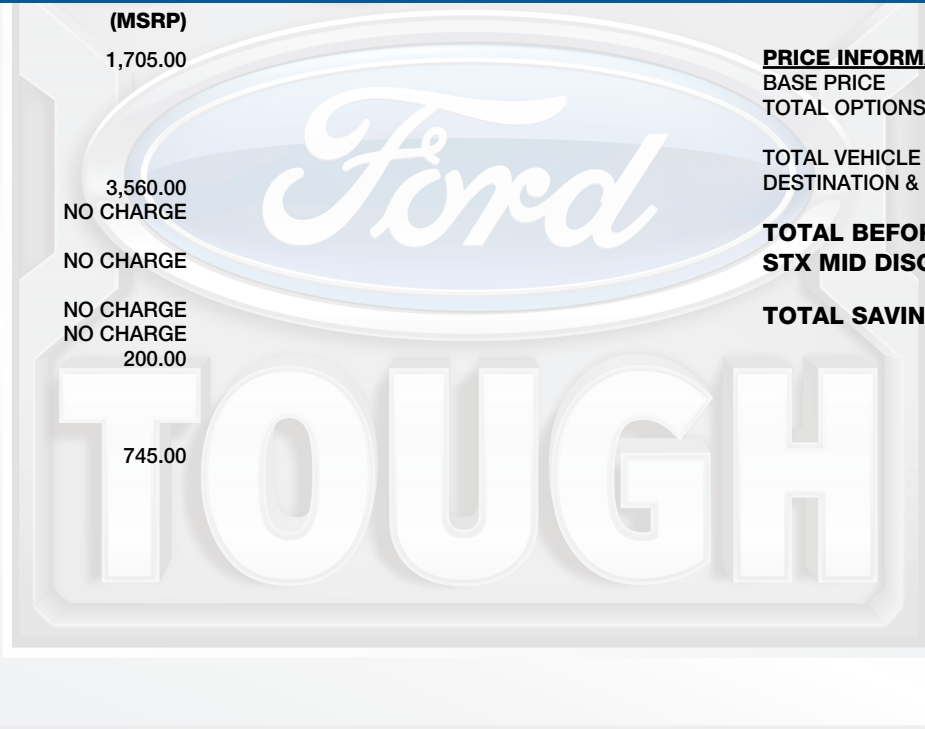 (MSRP)
1,705.00
3,560.00
NO CHARGE
NO CHARGE
NO CHARGE
NO CHARGE
200.00
745.00
PRICE INFORMA
BASE PRICE
TOTAL OPTIONS
TOTAL VEHICLE
DESTINATION &
TOTAL BEFOR
STX MID DISC
TOTAL SAVIN
Ford
TOUGH